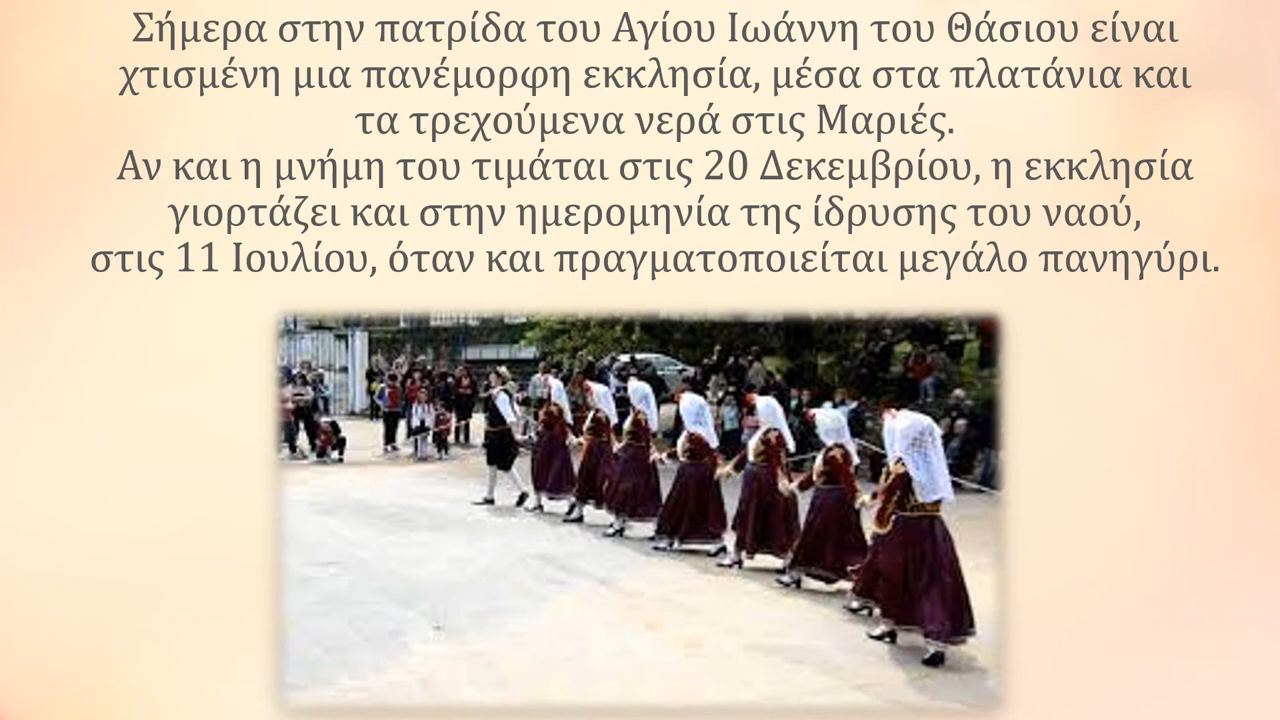 Σήμερα στην πατρίδα του Αγίου Ιωάννη του Θάσιου είναι
χτισμένη μια πανέμορφη εκκλησία, μέσα στα πλατάνια και
τα τρεχούμενα νερά στις Μαριές.
Αν και η μνήμη του τιμάται στις 20 Δεκεμβρίου, η εκκλησία
γιορτάζει και στην ημερομηνία της ίδρυσης του ναού,
στις 11 Ιουλίου, όταν και πραγματοποιείται μεγάλο πανηγύρι.